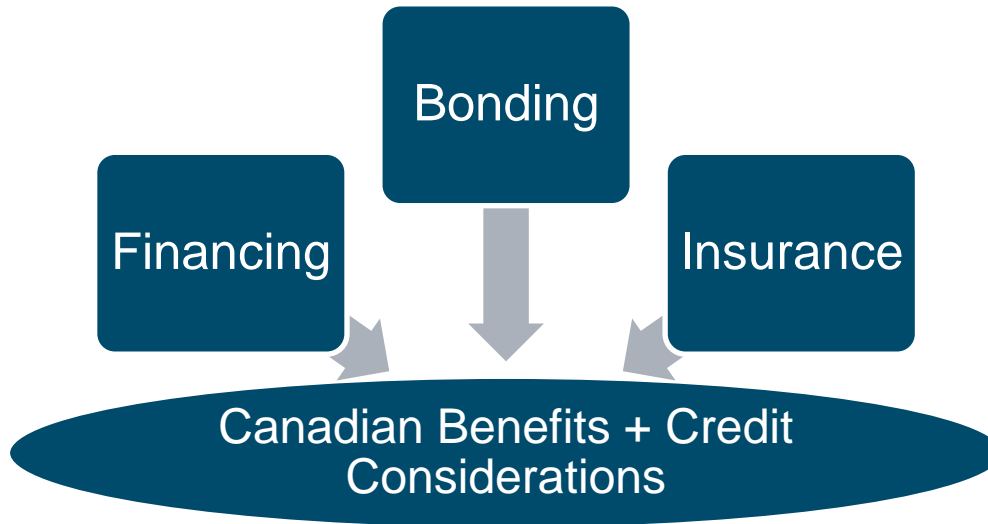 Bonding
Financing
Insurance
Canadian Benefits + Credit
Considerations